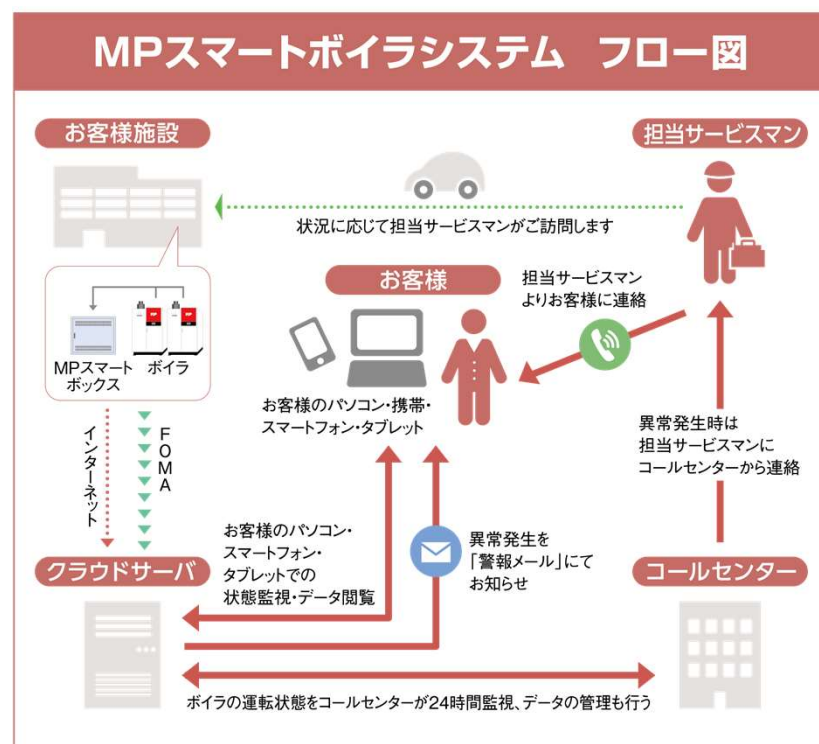 MPスマートボイラシステム フロー図
お客様施設
担当サービスマン
状況に応じて担当サービスマンがご訪問します
お客様
担当サービスマン
よりお客様に連絡
MP
MP
MPスマート
ボックス
ボイラ
お客様のパソコン・携帯・
スマートフォン・タブレット
インターネット
FOMA
異常発生時は
担当サービスマンに
コールセンターから連絡
お客様のパソコン・
スマートフォン・
タブレットでの
状態監視・データ閲覧
異常発生を
「警報メール」にて
お知らせ
クラウドサーバ
コールセンター
ボイラの運転状態をコールセンターが24時間監視、データの管理も行う